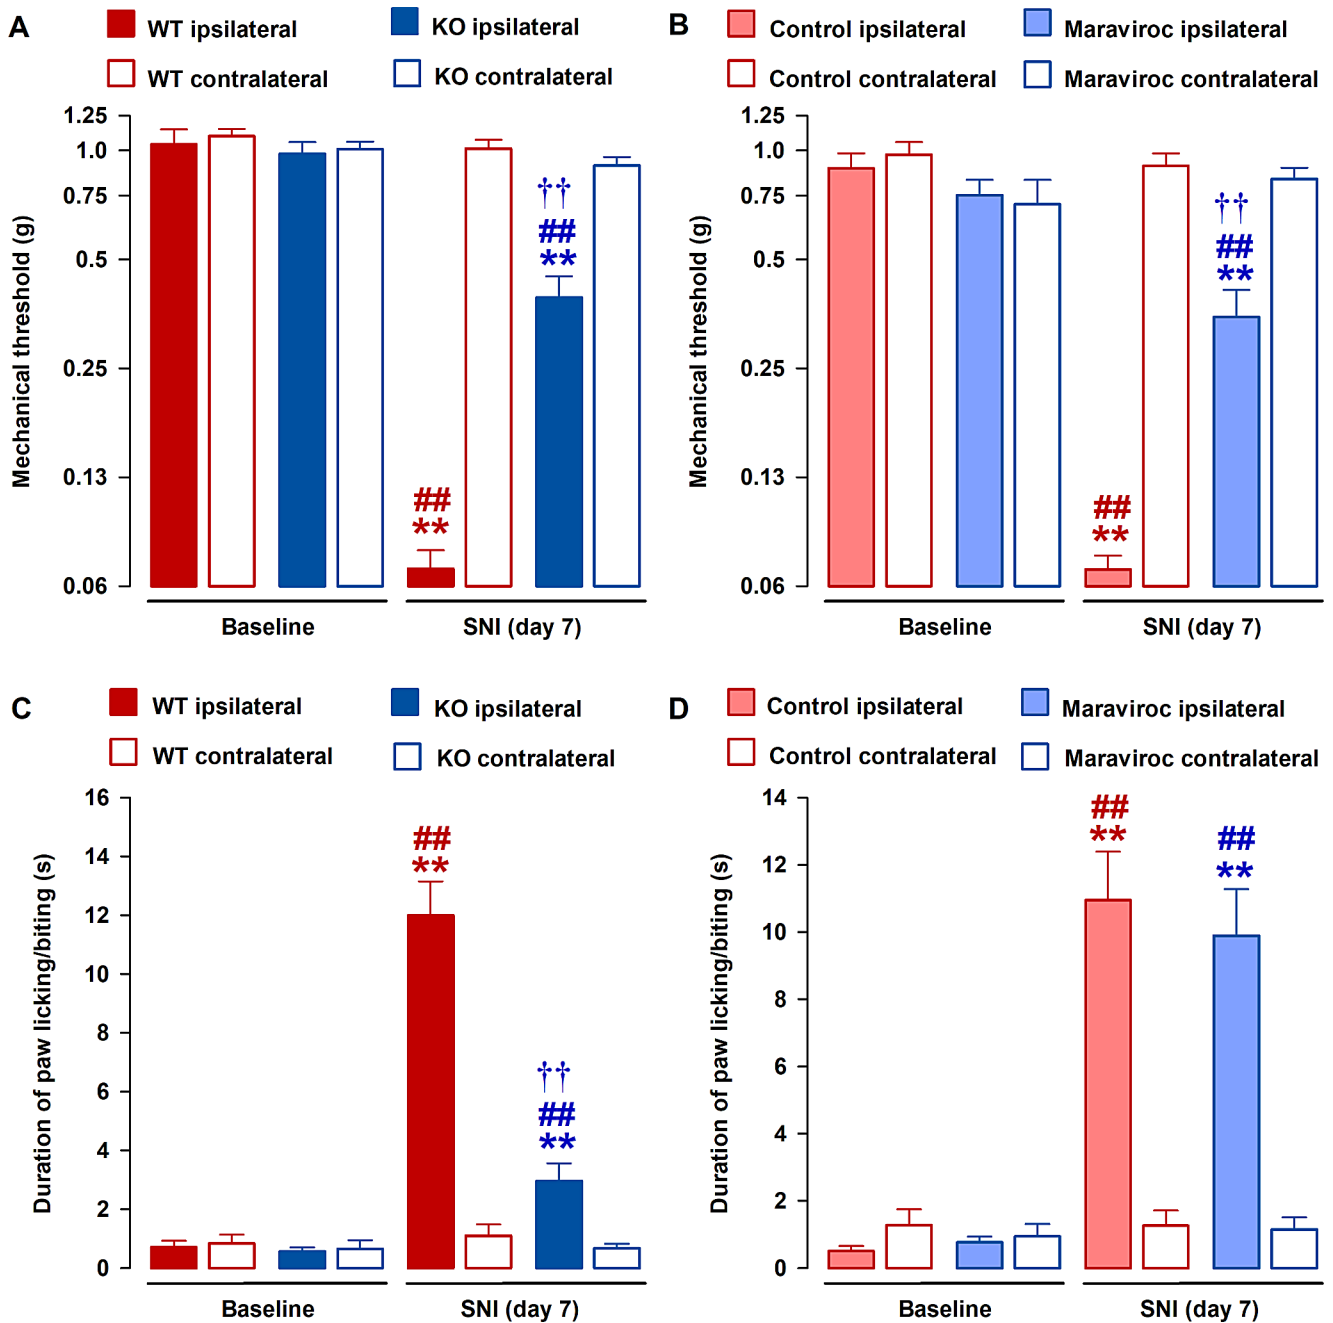 A
WT ipsilateral
KO ipsilateral
WT contralateral
KO contralateral
Mechanical threshold (g)
1.25
1.0
0.75
0.5
0.25
0.13
0.06
##
**
††
##
**
Baseline
SNI (day 7)
B
Control ipsilateral
Maraviroc ipsilateral
Control contralateral
Maraviroc contralateral
Mechanical threshold (g)
1.25
1.0
0.75
0.5
0.25
0.13
0.06
##
**
††
##
**
Baseline
SNI (day 7)
C
WT ipsilateral
KO ipsilateral
WT contralateral
KO contralateral
Duration of paw licking/biting (s)
16
14
12
10
8
6
4
2
0
##
**
††
##
**
Baseline
SNI (day 7)
D
Control ipsilateral
Maraviroc ipsilateral
Control contralateral
Maraviroc contralateral
Duration of paw licking/biting (s)
14
12
10
8
6
4
2
0
##
**
##
**
Baseline
SNI (day 7)